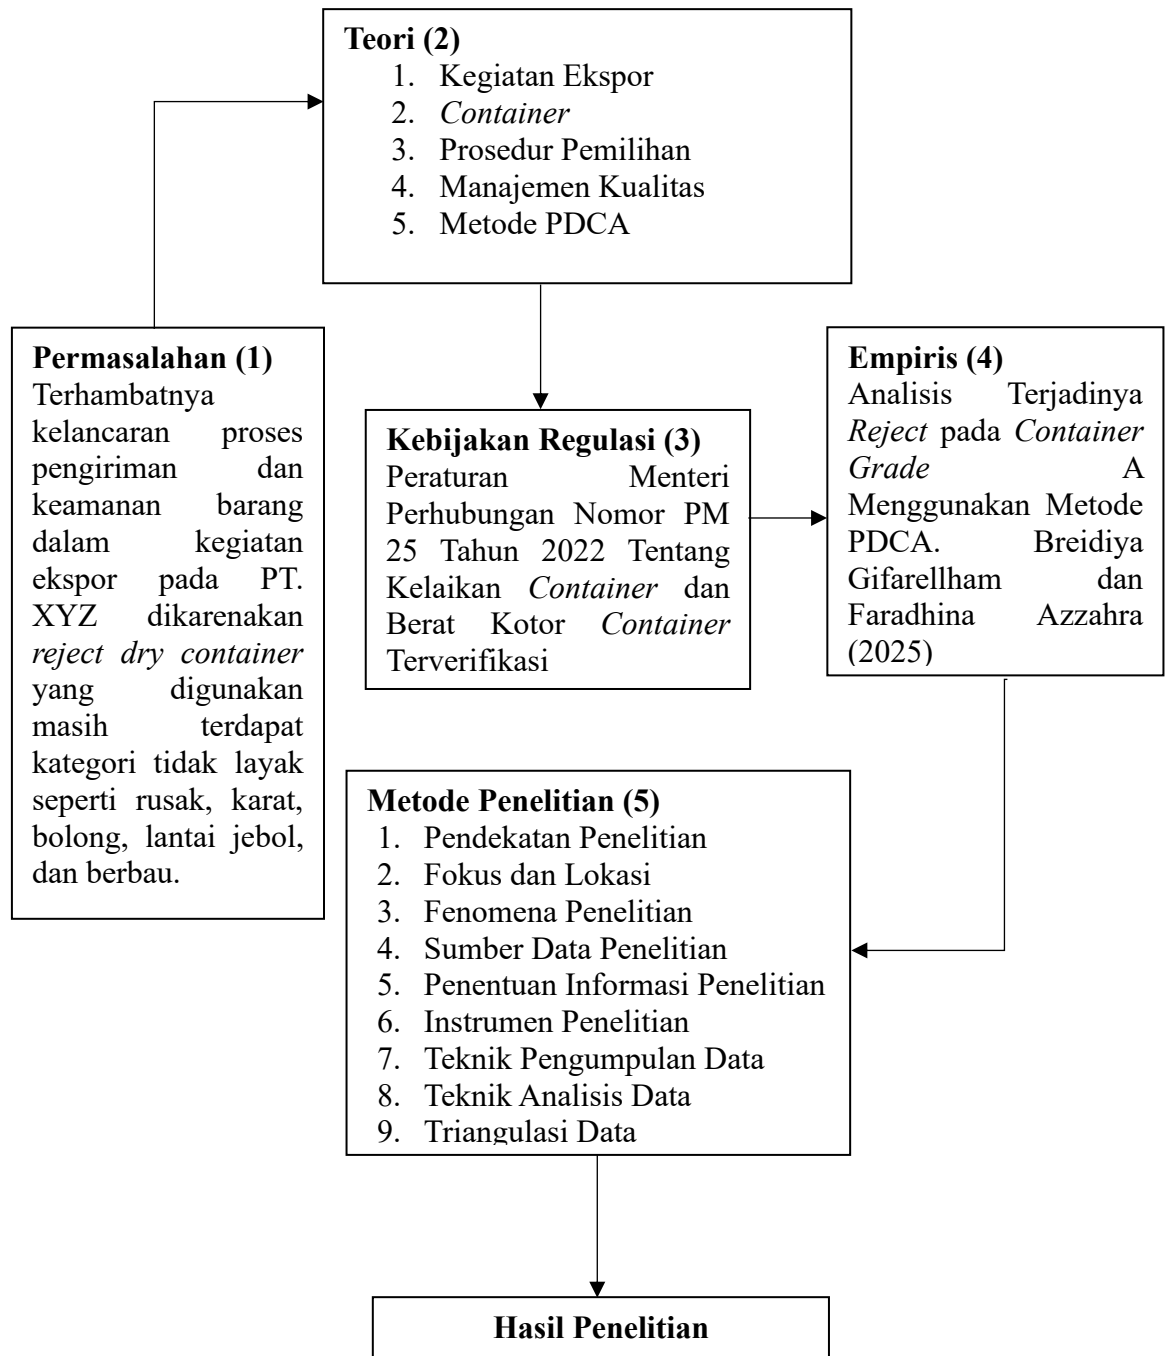 Teori (2)
1. Kegiatan Ekspor
2. Container
3. Prosedur Pemilihan
4. Manajemen Kualitas
5. Metode PDCA
Permasalahan (1)
Terhambatnya
kelancaran proses
pengiriman dan
keamanan barang
dalam kegiatan
ekspor pada PT.
XYZ dikarenakan
reject dry container
yang digunakan
masih terdapat
kategori tidak layak
seperti rusak, karat,
bolong, lantai jebol,
dan berbau.
Kebijakan Regulasi (3)
Peraturan Menteri
Perhubungan Nomor PM
25 Tahun 2022 Tentang
Kelaikan Container dan
Berat Kotor Container
Terverifikasi
Empiris (4)
Analisis Terjadinya
Reject pada Container
Grade A
Menggunakan Metode
PDCA. Breidiya
Gifarellham dan
Faradhina Azzahra
(2025)
Metode Penelitian (5)
1. Pendekatan Penelitian
2. Fokus dan Lokasi
3. Fenomena Penelitian
4. Sumber Data Penelitian
5. Penentuan Informasi Penelitian
6. Instrumen Penelitian
7. Teknik Pengumpulan Data
8. Teknik Analisis Data
9. Triangulasi Data
Hasil Penelitian